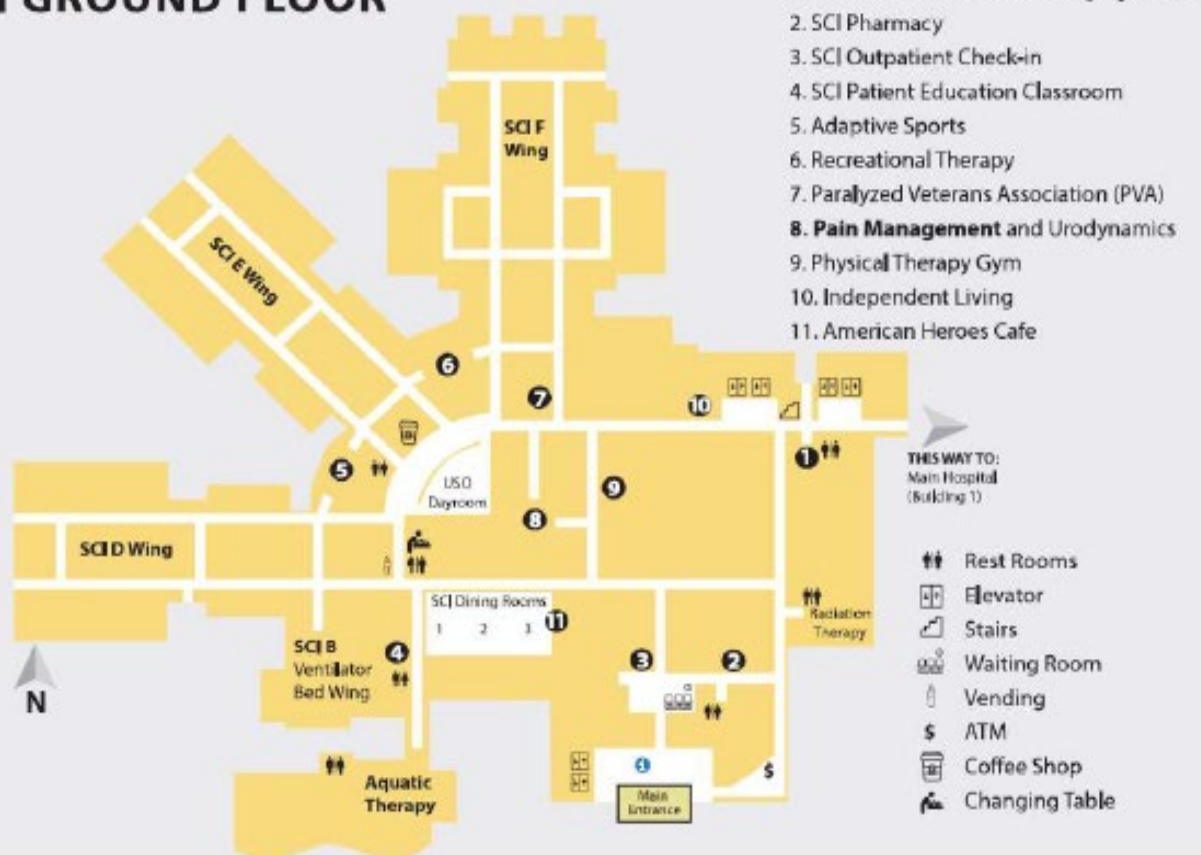 GROUND FLOOR
2. SCI Pharmacy
3. SCI Outpatient Check-in
4. SCI Patient Education Classroom
5. Adaptive Sports
6. Recreational Therapy
7. Paralyzed Veterans Association (PVA)
8. Pain Management and Urodynamics
9. Physical Therapy Gym
10. Independent Living
11. American Heroes Cafe
SCI F
Wing
SCI E Wing
6
7
10
1
THIS WAY TO:
Main Hospital
(Building 1)
5
USO
Dayroom
9
8
SCI D Wing
SCI Dining Rooms
1 2 3
11
Radiation
Therapy
SCI B
Ventilator
Bed Wing
4
3
2
N
Aquatic
Therapy
i
$
Main
Entrance
Rest Rooms
Elevator
Stairs
Waiting Room
Vending
$ ATM
Coffee Shop
Changing Table